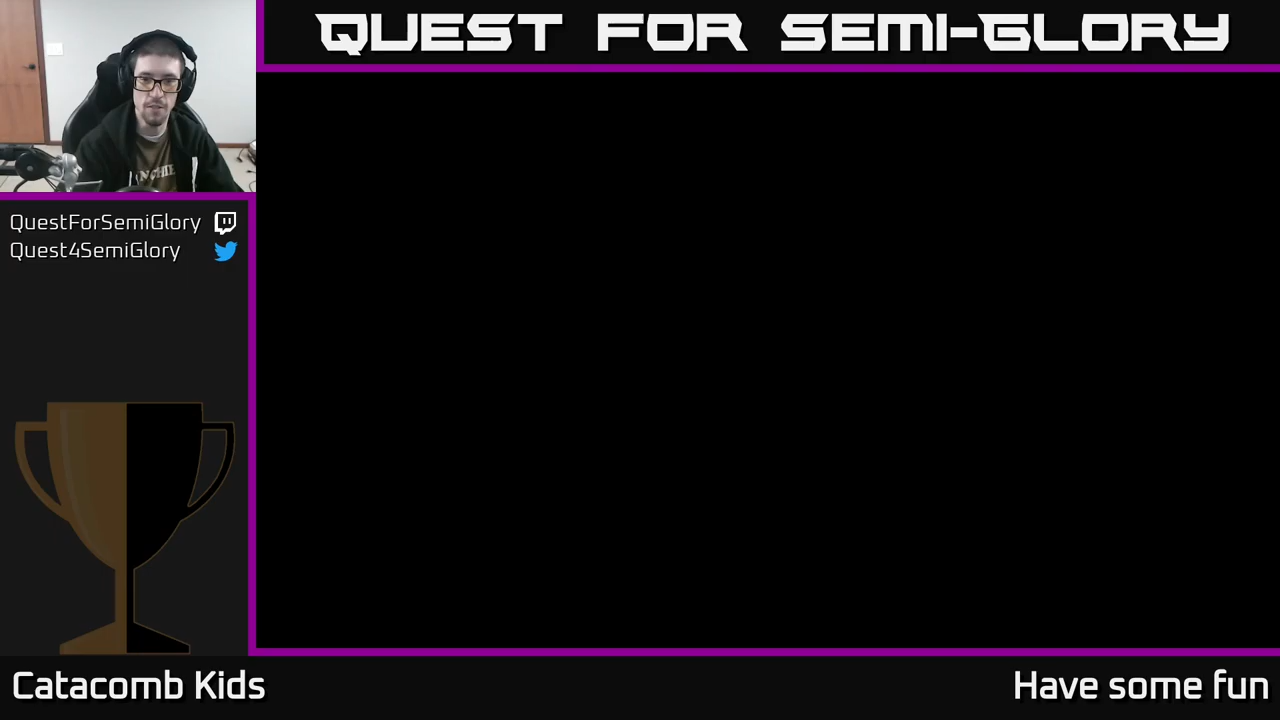 QUEST FOR SEMI-GLORY
QuestForSemiGlory
Quest4SemiGlory
Catacomb Kids
Have some fun